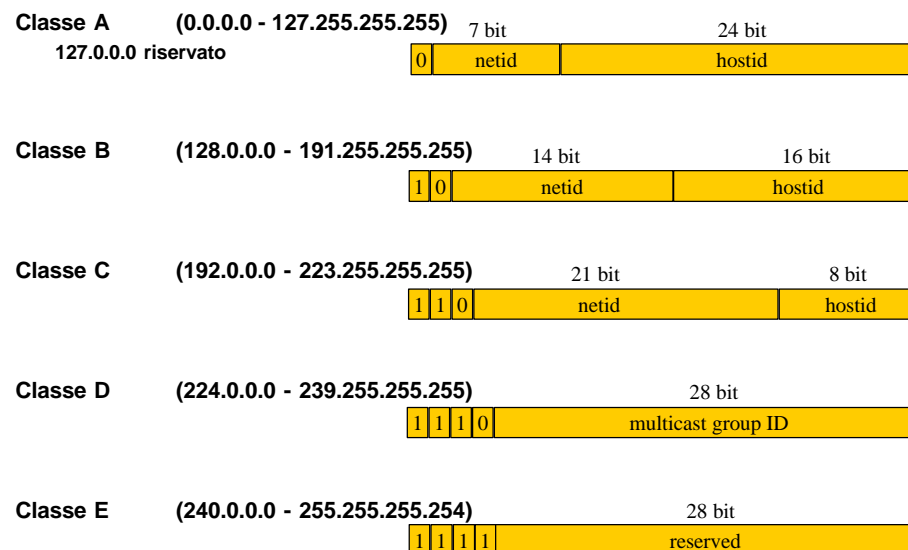 Classe A (0.0.0.0 - 127.255.255.255) 7 bit 24 bit
127.0.0.0 riservato
0 netid hostid
Classe B (128.0.0.0 - 191.255.255.255) 14 bit 16 bit
1 0 netid hostid
Classe C (192.0.0.0 - 223.255.255.255) 21 bit 8 bit
1 1 0 netid hostid
Classe D (224.0.0.0 - 239.255.255.255) 28 bit
1 1 1 0 multicast group ID
Classe E (240.0.0.0 - 255.255.255.254) 28 bit
1 1 1 1 reserved